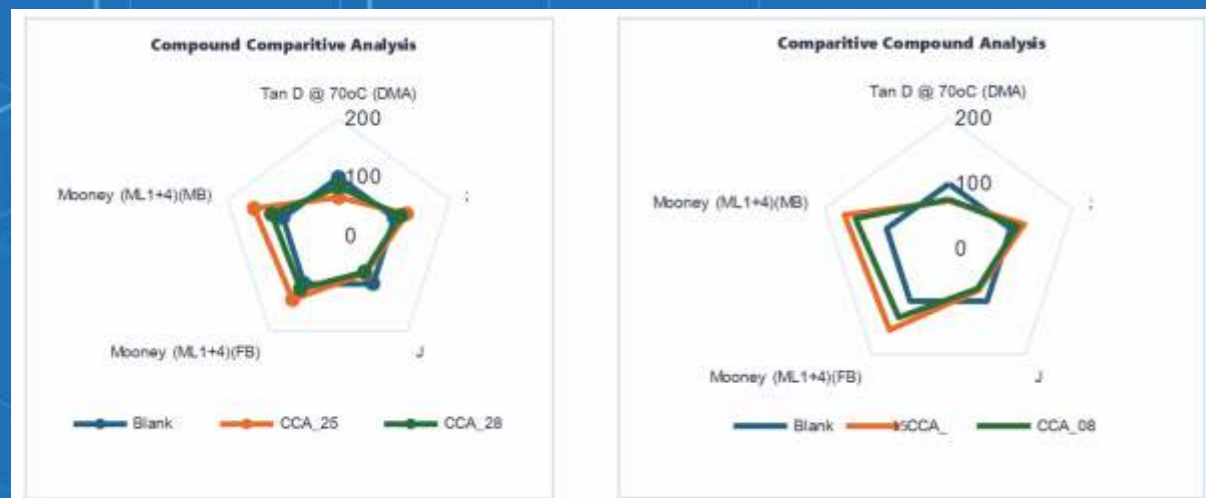 Compound Comparitive Analysis
Tan D @ 70oC (DMA)
200
Mooney (ML1+4)(MB)
100
:
0
Mooney (ML1+4)(FB)
J
Blank
CCA_25
CCA_28
Comparitive Compound Analysis
Tan D @ 70oC (DMA)
200
Mooney (ML1+4)(MB)
100
:
0
Mooney (ML1+4)(FB)
J
Blank
CCA_
CCA_08